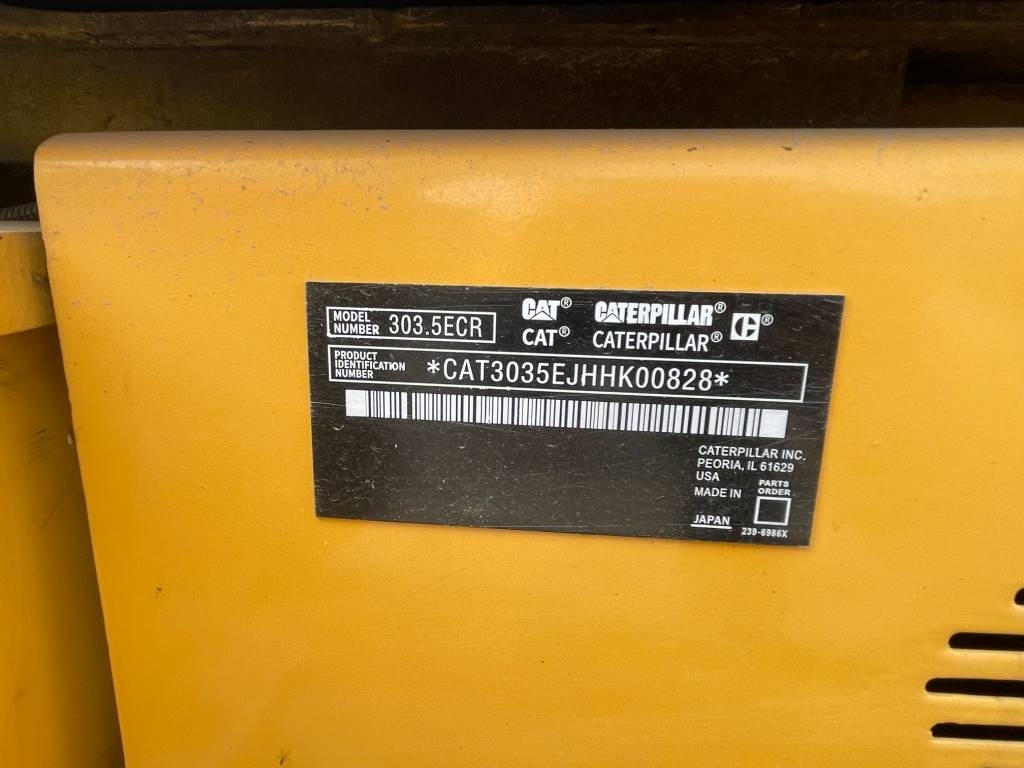 MODEL NUMBER 303.5ECR
CAT® CATERPILLAR® ®
CAT® CATERPILLAR®
PRODUCT IDENTIFICATION NUMBER *CAT3035EJHHK00828*
CATERPILLAR INC.
PEORIA, IL 61629
USA
MADE IN
JAPAN
PARTS
ORDER
239-6986X